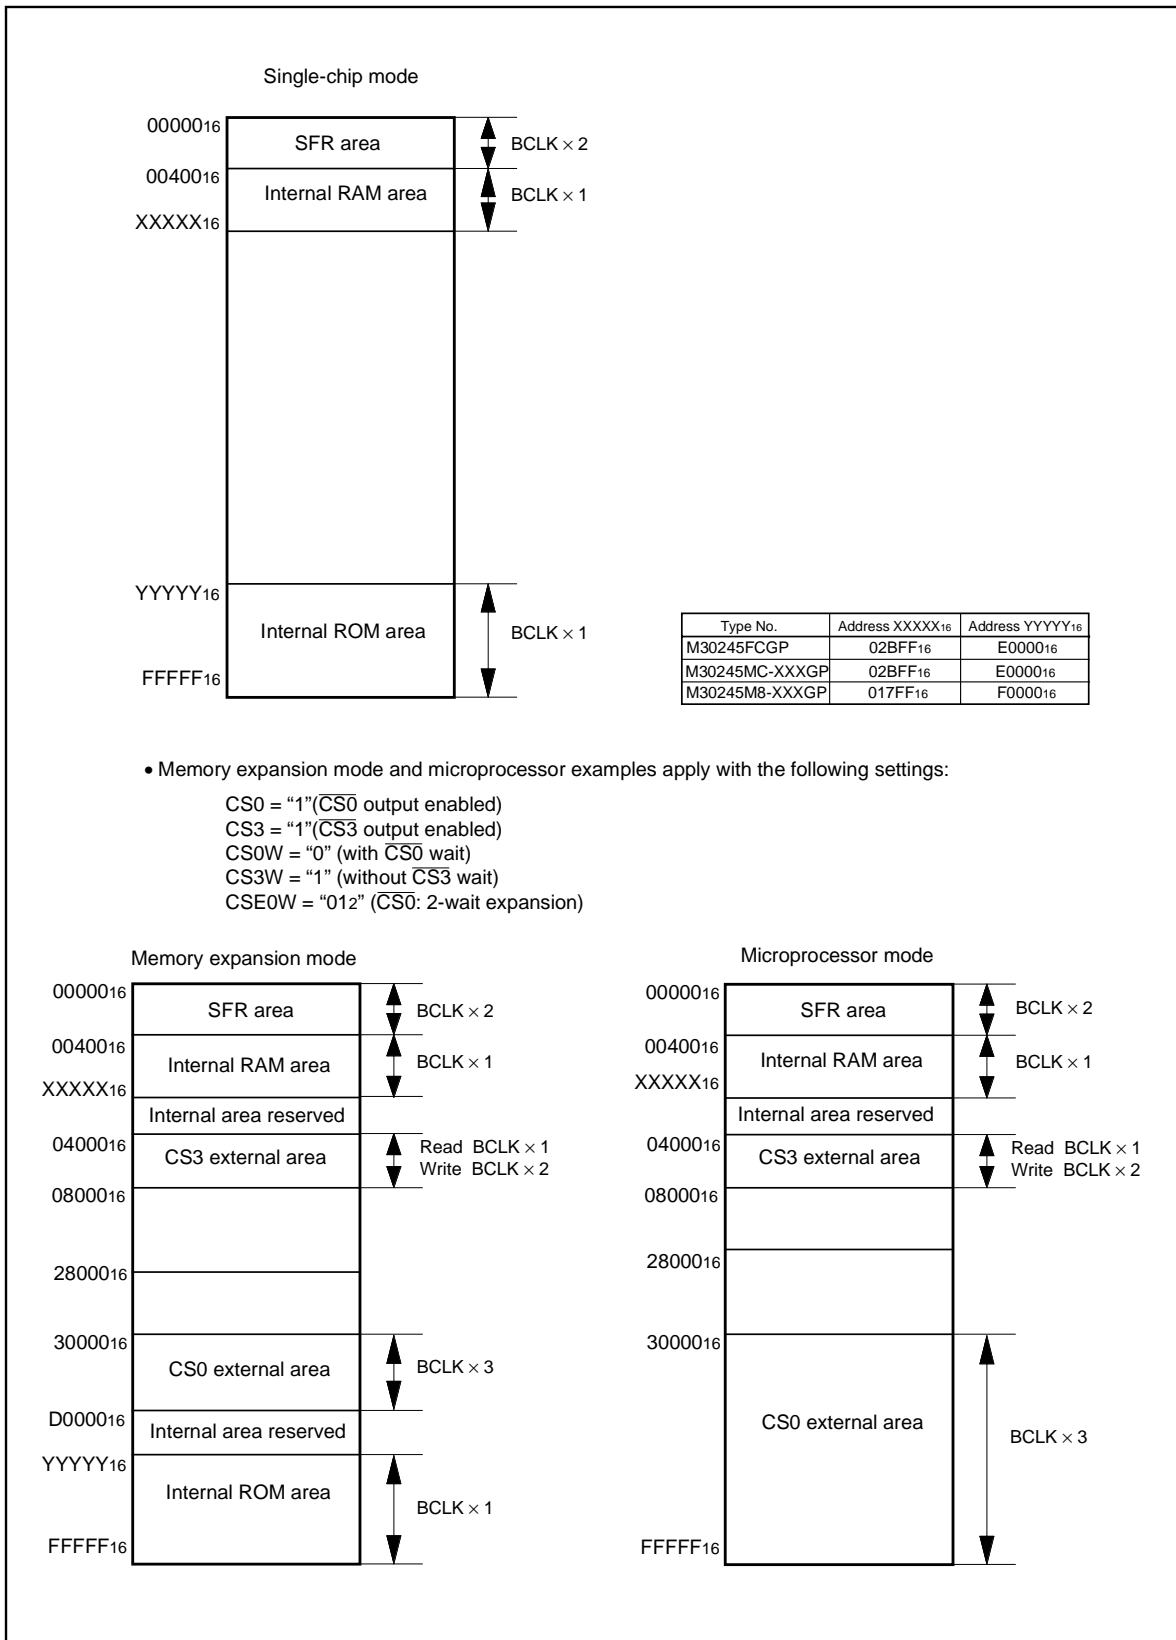 Single-chip mode
0000016
SFR area
BCLK × 2
0040016
Internal RAM area
BCLK × 1
XXXXX16
YYYYY16
Internal ROM area
BCLK × 1
FFFFF16
Type No. Address XXXXX16 Address YYYYY16
M30245FCGP 02BFF16 E000016
M30245MC-XXXGP 02BFF16 E000016
M30245M8-XXXGP 017FF16 F000016
• Memory expansion mode and microprocessor examples apply with the following settings:
CS0 = “1”(CS0 output enabled)
CS3 = “1”(CS3 output enabled)
CS0W = “0” (with CS0 wait)
CS3W = “1” (without CS3 wait)
CSE0W = “012” (CS0: 2-wait expansion)
Memory expansion mode
0000016
SFR area
BCLK × 2
0040016
Internal RAM area
BCLK × 1
XXXXX16
Internal area reserved
0400016
CS3 external area
Read BCLK × 1
Write BCLK × 2
0800016
2800016
3000016
CS0 external area
BCLK × 3
D000016
Internal area reserved
YYYYY16
Internal ROM area
BCLK × 1
FFFFF16
Microprocessor mode
0000016
SFR area
BCLK × 2
0040016
Internal RAM area
BCLK × 1
XXXXX16
Internal area reserved
0400016
CS3 external area
Read BCLK × 1
Write BCLK × 2
0800016
2800016
3000016
CS0 external area
BCLK × 3
FFFFF16